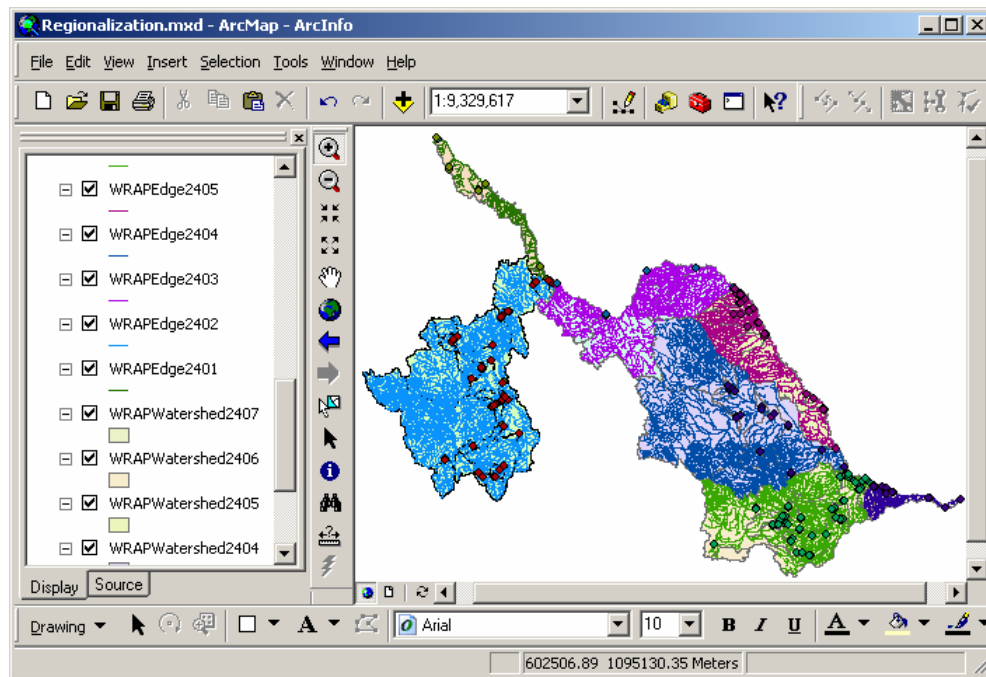 Regionalization.mxd - ArcMap - ArcInfo
File Edit View Insert Selection Tools Window Help
1:9,329,617
WRAPEdge2405
WRAPEdge2404
WRAPEdge2403
WRAPEdge2402
WRAPEdge2401
WRAPWatershed2407
WRAPWatershed2406
WRAPWatershed2405
WRAPWatershed2404
Display Source
Drawing A Arial 10 B I U A
602506.89 1095130.35 Meters